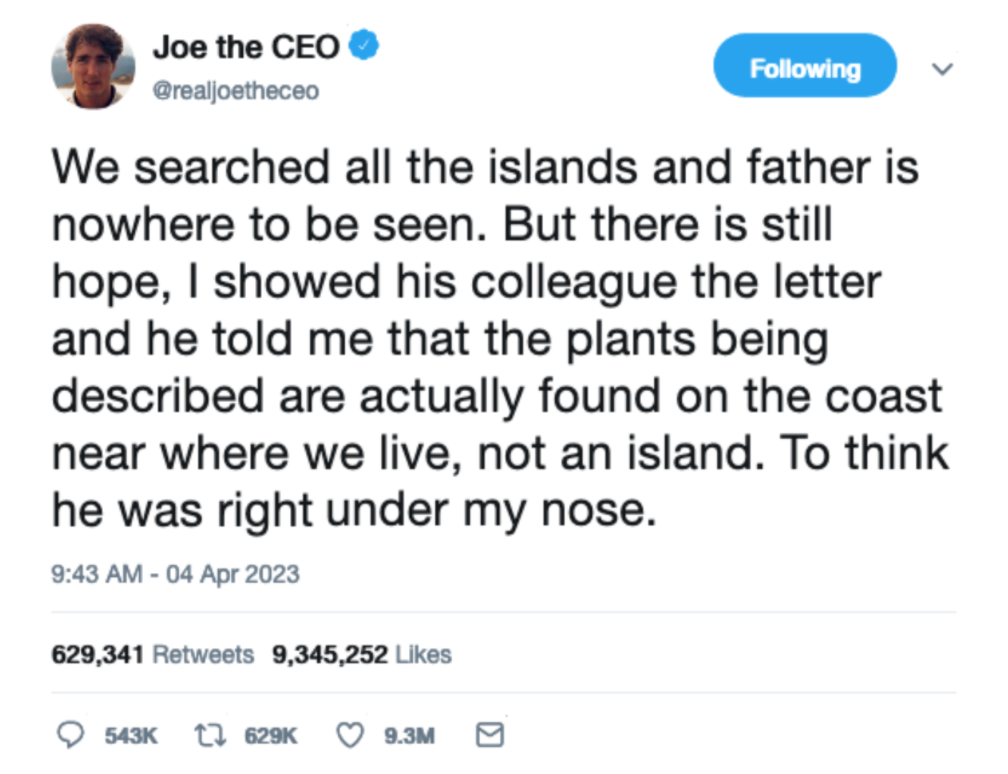 Joe the CEO
Following
@realjoetheceo
We searched all the islands and father is
nowhere to be seen. But there is still
hope, I showed his colleague the letter
and he told me that the plants being
described are actually found on the coast
near where we live, not an island. To think
he was right under my nose.
9:43 AM - 04 Apr 2023
629,341 Retweets 9,345,252 Likes
543K 629K 9.3M